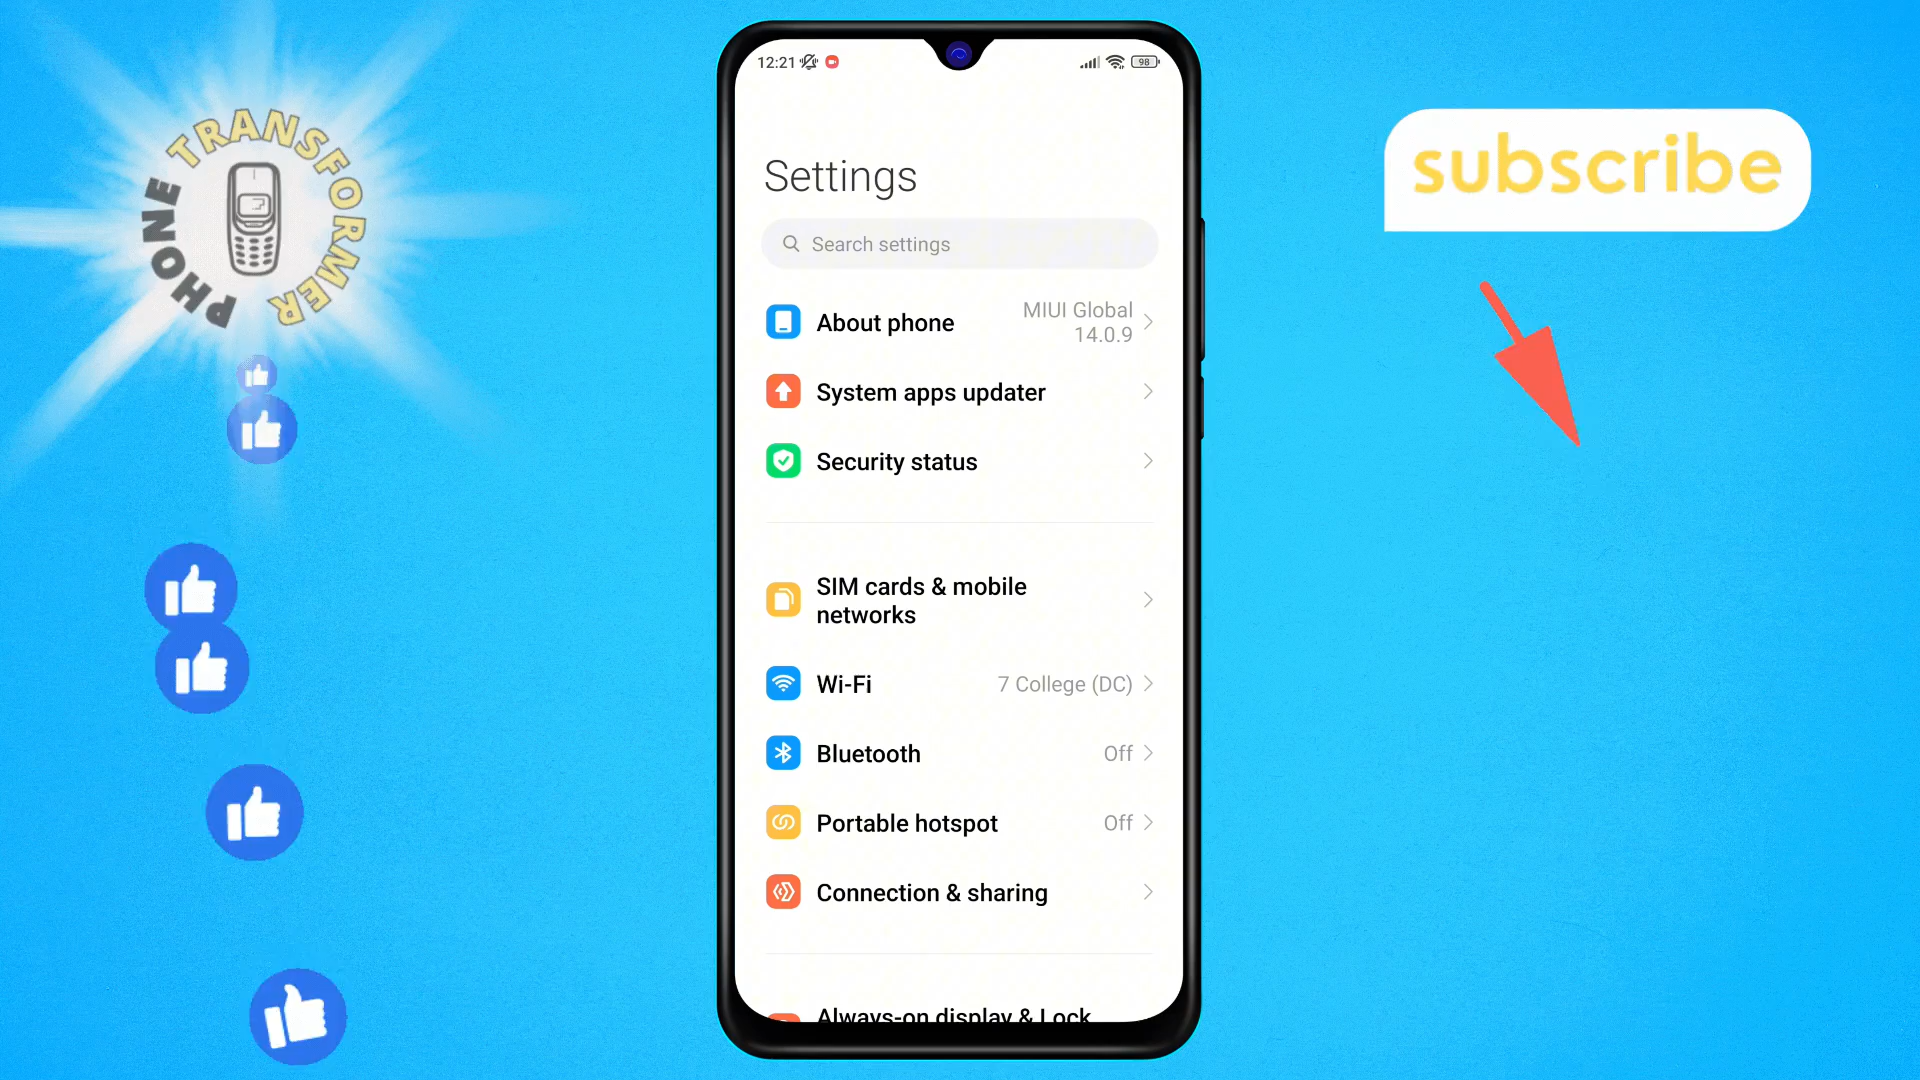 PHONE TRANSFORMER
12:21
98
Settings
Search settings
About phone
MIUI Global
14.0.9
System apps updater
Security status
SIM cards & mobile
networks
Wi-Fi
7 College (DC)
Bluetooth
Off
Portable hotspot
Off
Connection & sharing
Always-on display & Lock
subscribe